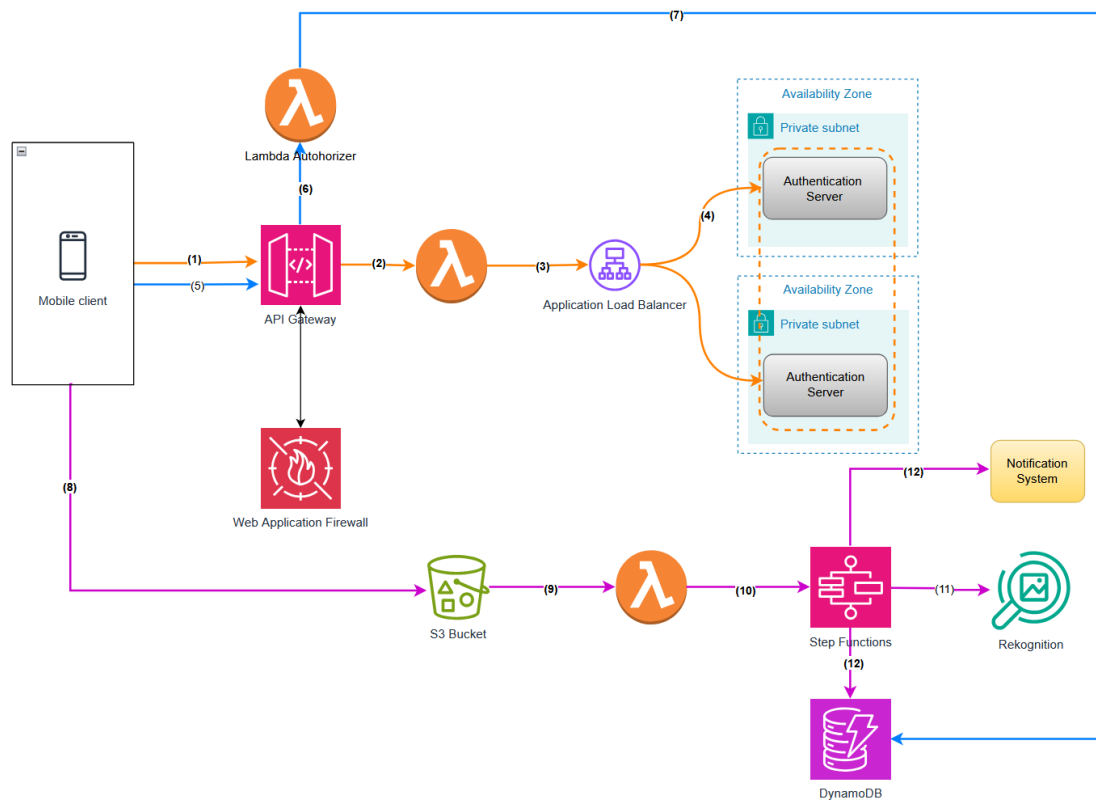 (7)
Availability Zone
Private subnet
Lambda Autohorizer
Authentication
Server
(6)
(4)
Mobile client
(1)
(5)
API Gateway
(2)
(3)
Application Load Balancer
Availability Zone
Private subnet
Authentication
Server
Notification
System
(12)
(8)
Web Application Firewall
S3 Bucket
(9)
(10)
Step Functions
(11)
Rekognition
(12)
DynamoDB